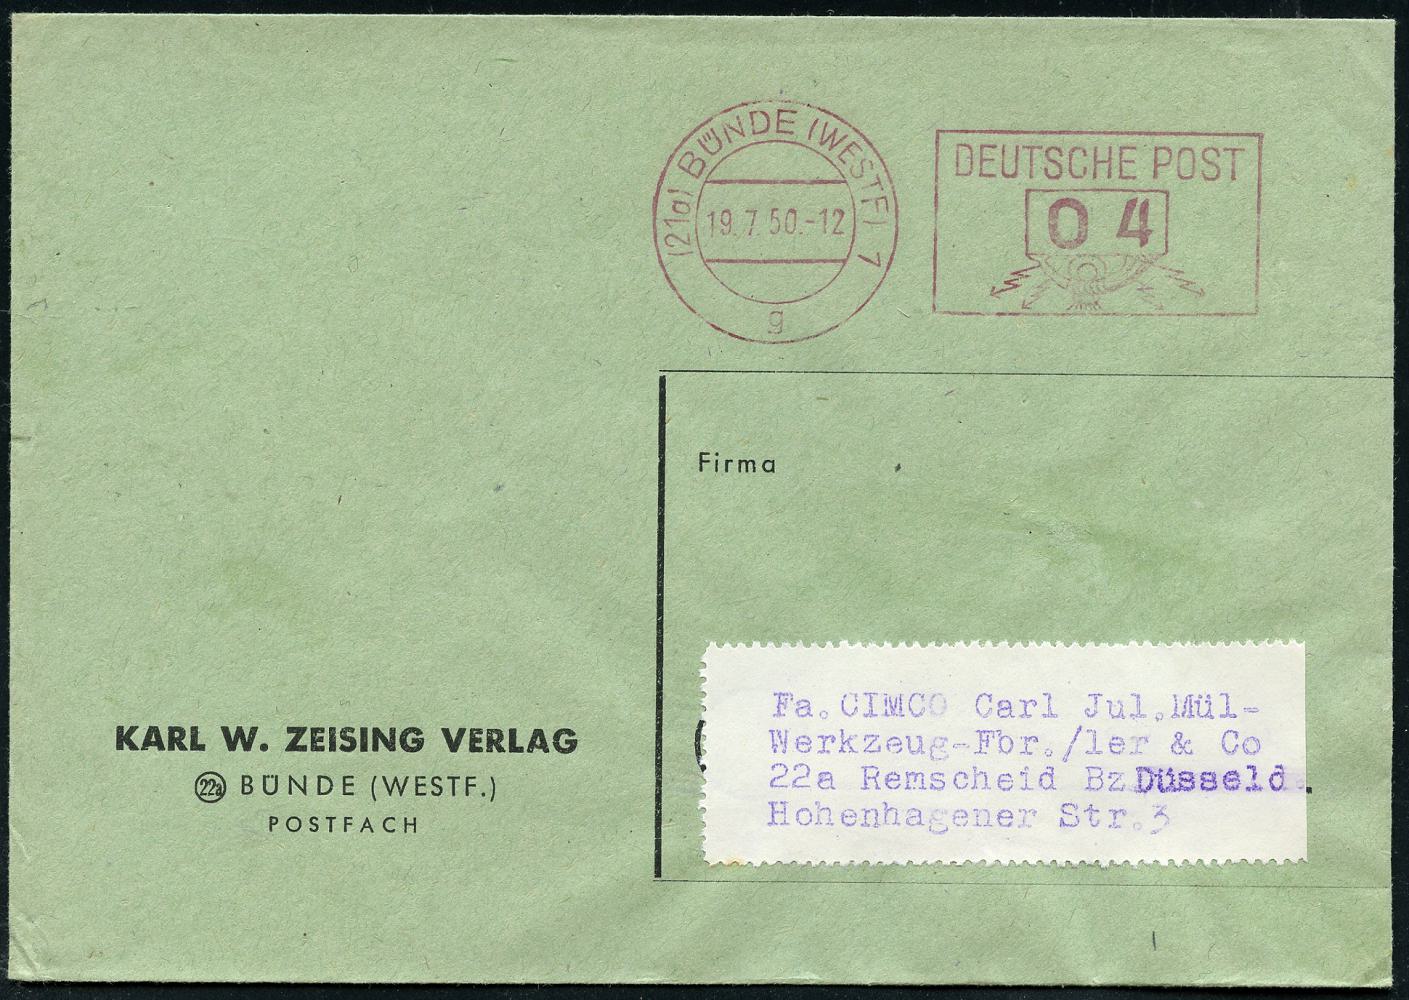 (21a) BÜNDE (WESTF) 7
19.7.50.-12
g
DEUTSCHE POST
04
Firma
Fa.CIMCO Carl Jul.Mül-
Werkzeug-Fbr./ler & Co
22a Remscheid Bz.Düsseld.
Hohenhagener Str.3
KARL W. ZEISING VERLAG
22a BÜNDE (WESTF.)
POSTFACH